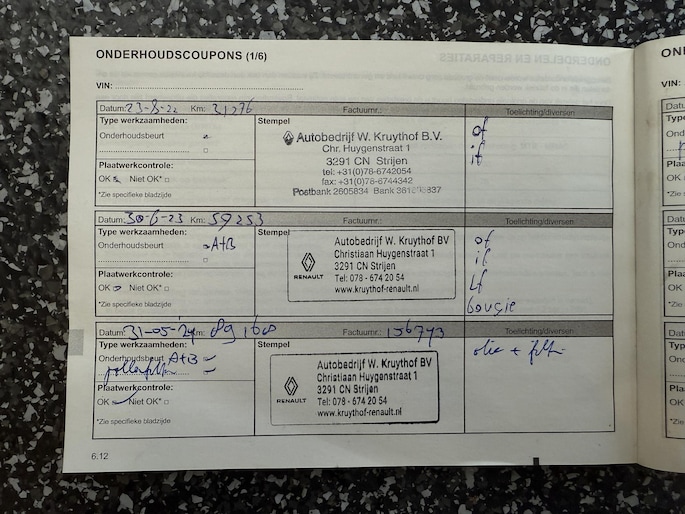 ONDERHOUDSCOUPONS (1/6)
VIN:
Datum: 23-8-22 Km: 31276 Factuurnr.: Toelichting/diversen
Type werkzaamheden: Stempel
Onderhoudsbeurt
Plaatwerkcontrole:
OK Niet OK*
*Zie specifieke bladzijde
Autobedrijf W. Kruythof B.V.
Chr. Huygenstraat 1
3291 CN Strijen
tel: +31(0)78-6742054
fax: +31(0)78-6744342
Postbank 2605834 Bank
of
if
Datum: 30-6-23 Km: 59253 Factuurnr.: Toelichting/diversen
Type werkzaamheden: Stempel
Onderhoudsbeurt A+B
Plaatwerkcontrole:
OK Niet OK*
*Zie specifieke bladzijde
RENAULT
Autobedrijf W. Kruythof BV
Christiaan Huygenstraat 1
3291 CN Strijen
Tel: 078 - 674 20 54
www.kruythof-renault.nl
of
if
Lf
bougie
Datum: 31-05-24 89 160 Factuurnr.: 156743 Toelichting/diversen
Type werkzaamheden: Stempel
Onderhoudsbeurt A+B
Plaatwerkcontrole:
OK Niet OK*
*Zie specifieke bladzijde
RENAULT
Autobedrijf W. Kruythof BV
Christiaan Huygenstraat 1
3291 CN Strijen
Tel: 078 - 674 20 54
www.kruythof-renault.nl
olie + filt
6.12